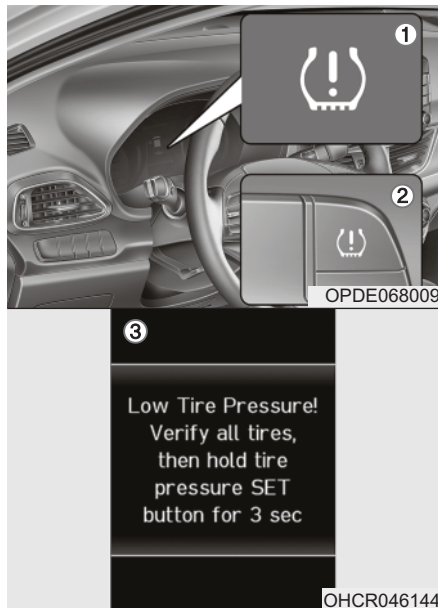 1
2
OPDE068009
3
Low Tire Pressure!
Verify all tires,
then hold tire
pressure SET
button for 3 sec
OHCR046144